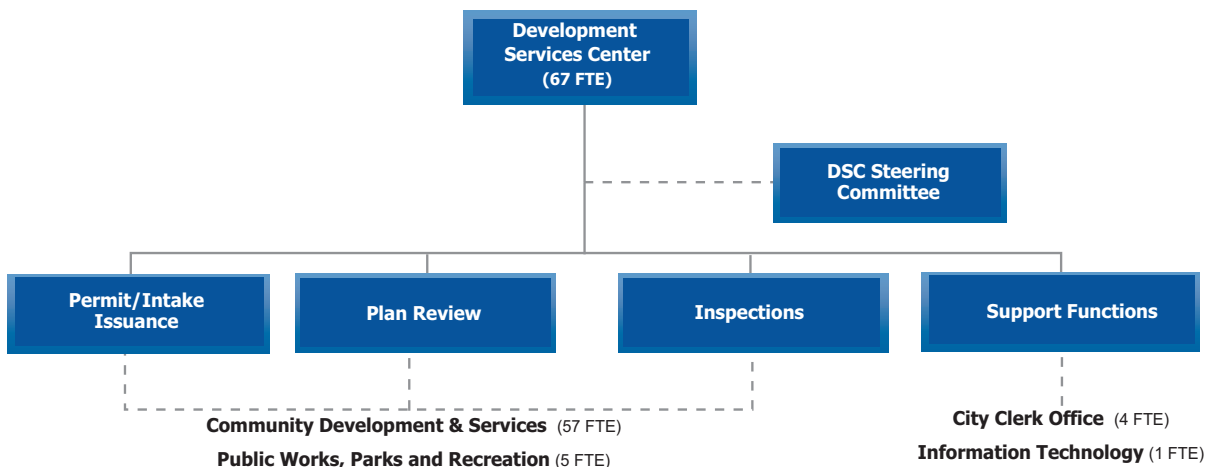 Development
Services Center
(67 FTE)
DSC Steering
Committee
Permit/Intake
Issuance
Plan Review
Inspections
Support Functions
Community Development & Services (57 FTE)
Public Works, Parks and Recreation (5 FTE)
City Clerk Office (4 FTE)
Information Technology (1 FTE)